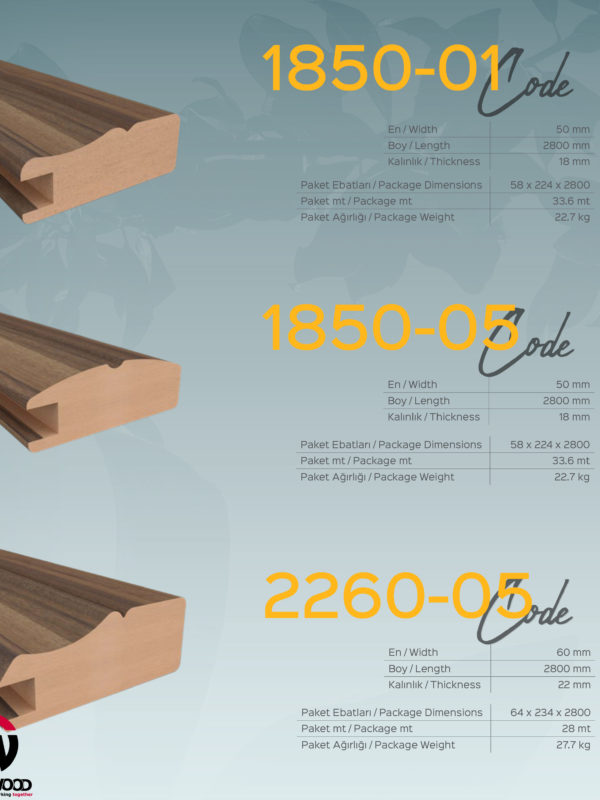 1850-01 Code
En / Width 50 mm
Boy / Length 2800 mm
Kalınlık / Thickness 18 mm
Paket Ebatları / Package Dimensions 58 x 224 x 2800
Paket mt / Package mt 33.6 mt
Paket Ağırlığı / Package Weight 22.7 kg
1850-05 Code
En / Width 50 mm
Boy / Length 2800 mm
Kalınlık / Thickness 18 mm
Paket Ebatları / Package Dimensions 58 x 224 x 2800
Paket mt / Package mt 33.6 mt
Paket Ağırlığı / Package Weight 22.7 kg
2260-05 Code
En / Width 60 mm
Boy / Length 2800 mm
Kalınlık / Thickness 22 mm
Paket Ebatları / Package Dimensions 64 x 234 x 2800
Paket mt / Package mt 28 mt
Paket Ağırlığı / Package Weight 27.7 kg
WOOD
rking together